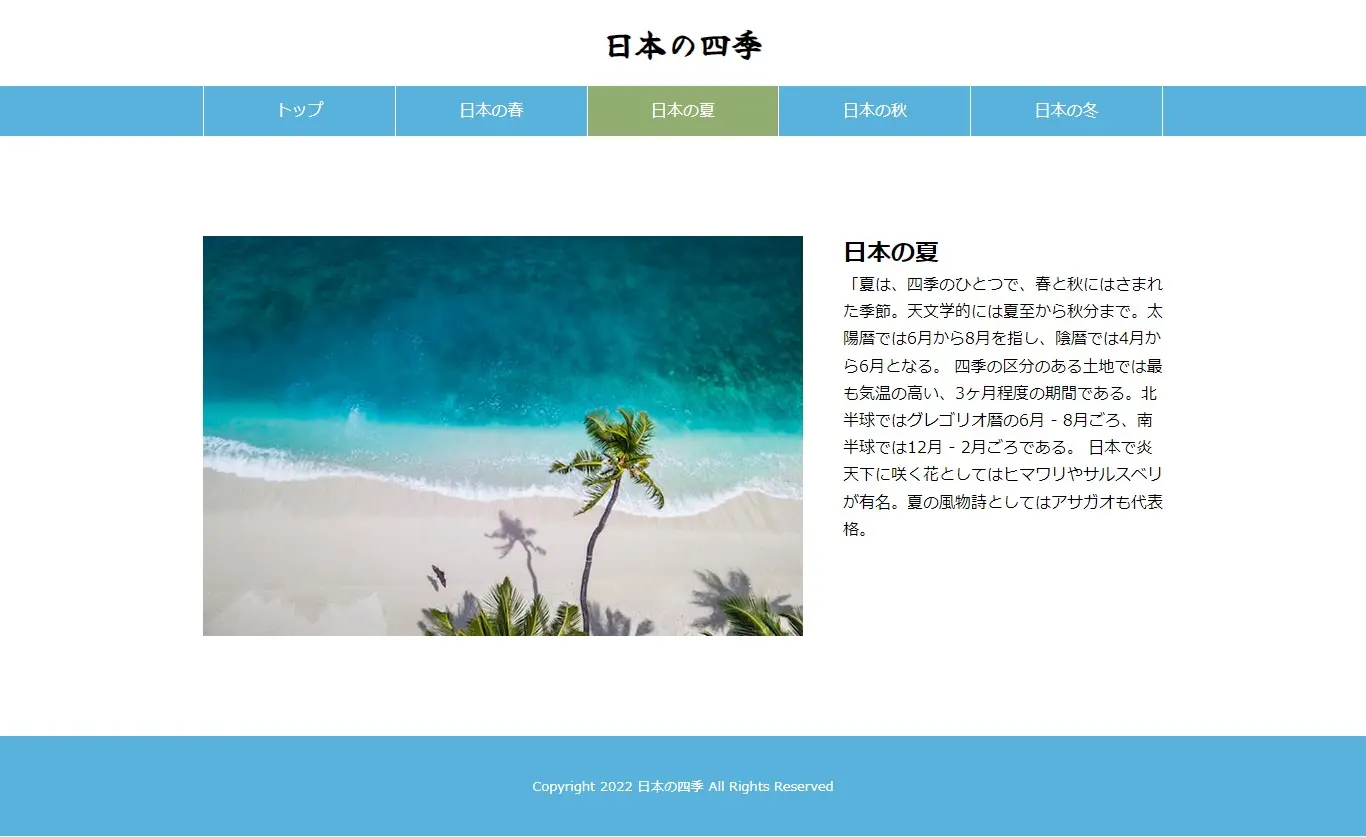 日本の四季
トップ
日本の春
日本の夏
日本の秋
日本の冬
日本の夏
「夏は、四季のひとつで、春と秋にはさまれ
た季節。天文学的には夏至から秋分まで。太
陽暦では6月から8月を指し、陰暦では4月か
ら6月となる。 四季の区分のある土地では最
も気温の高い、3ヶ月程度の期間である。北
半球ではグレゴリオ暦の6月 - 8月ごろ、南
半球では12月 - 2月ごろである。 日本で炎
天下に咲く花としてはヒマワリやサルスベリ
が有名。夏の風物詩としてはアサガオも代表
格。
Copyright 2022 日本の四季 All Rights Reserved